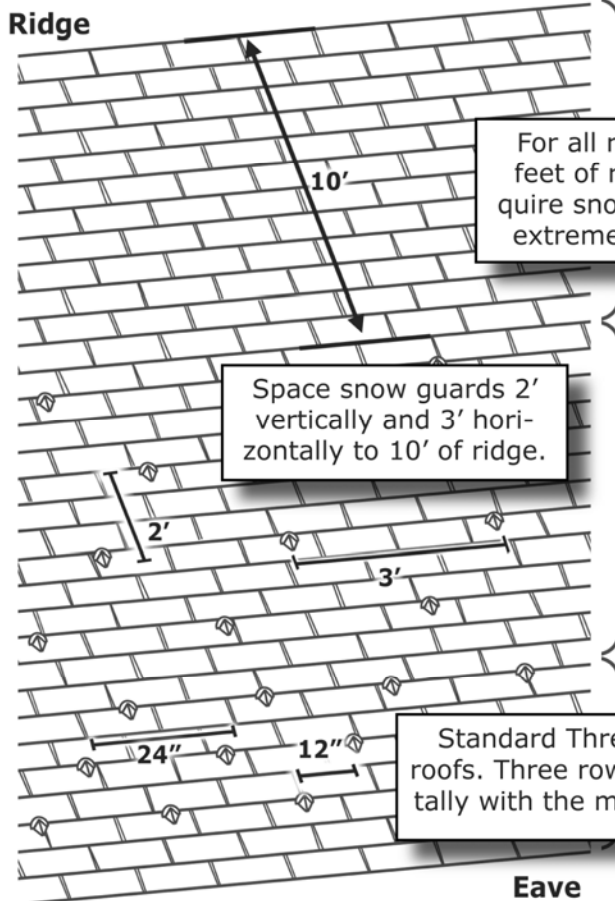 Ridge
10'
For all r
feet of r
quire sno
extreme
Space snow guards 2'
vertically and 3' hori-
zontally to 10' of ridge.
2'
3'
24"
12"
Standard Thre
roofs. Three row
tally with the m
Eave